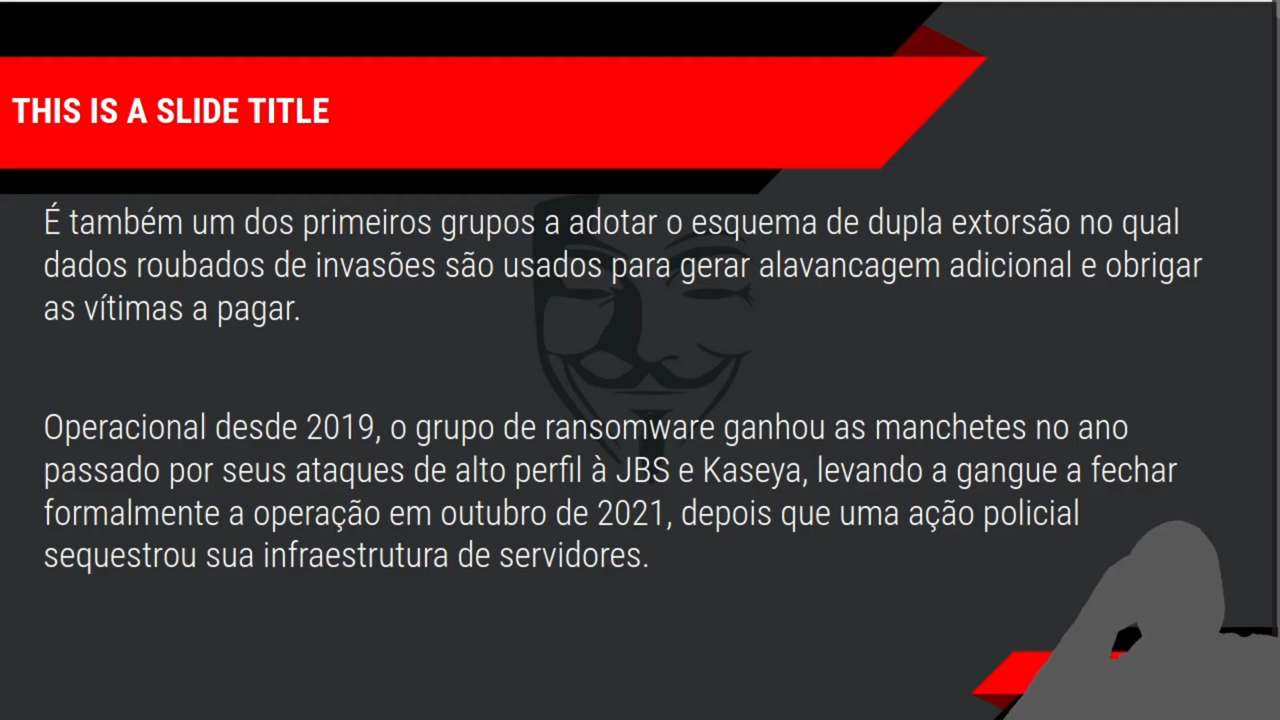 THIS IS A SLIDE TITLE
É também um dos primeiros grupos a adotar o esquema de dupla extorsão no qual
dados roubados de invasões são usados para gerar alavancagem adicional e obrigar
as vítimas a pagar.
Operacional desde 2019, o grupo de ransomware ganhou as manchetes no ano
passado por seus ataques de alto perfil à JBS e Kaseya, levando a gangue a fechar
formalmente a operação em outubro de 2021, depois que uma ação policial
sequestrou sua infraestrutura de servidores.